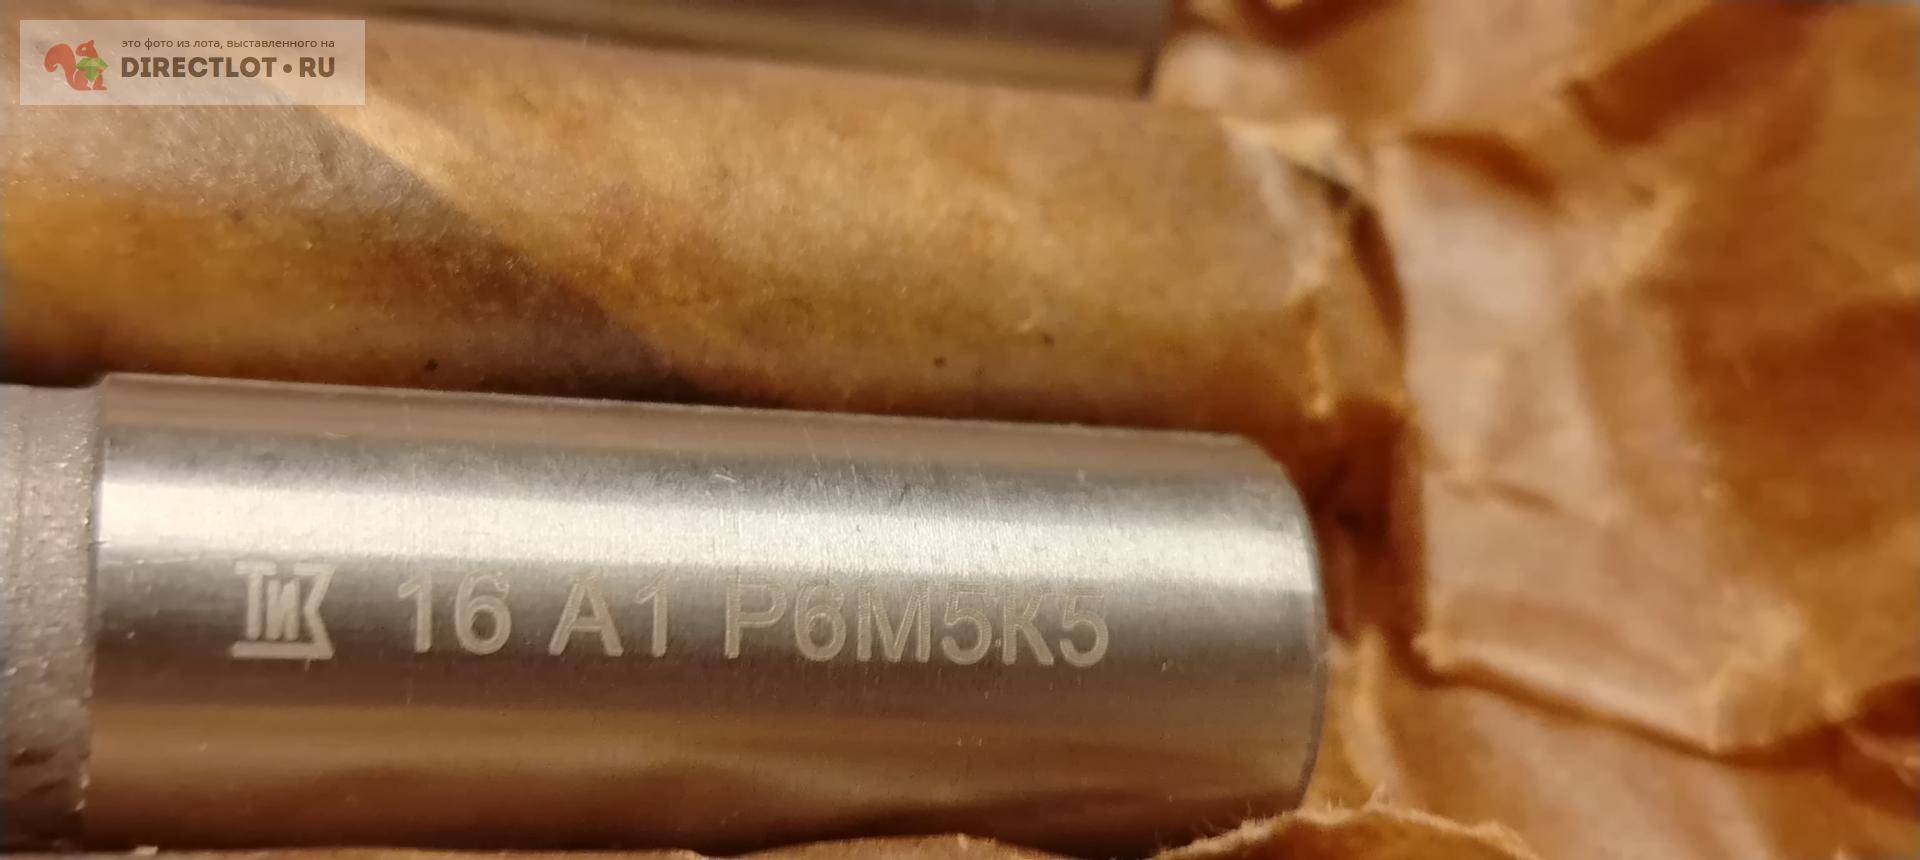 это фото из лота, выставленного на
DIRECTLOT • RU
ТИЗ 16 А1 Р6М5К5